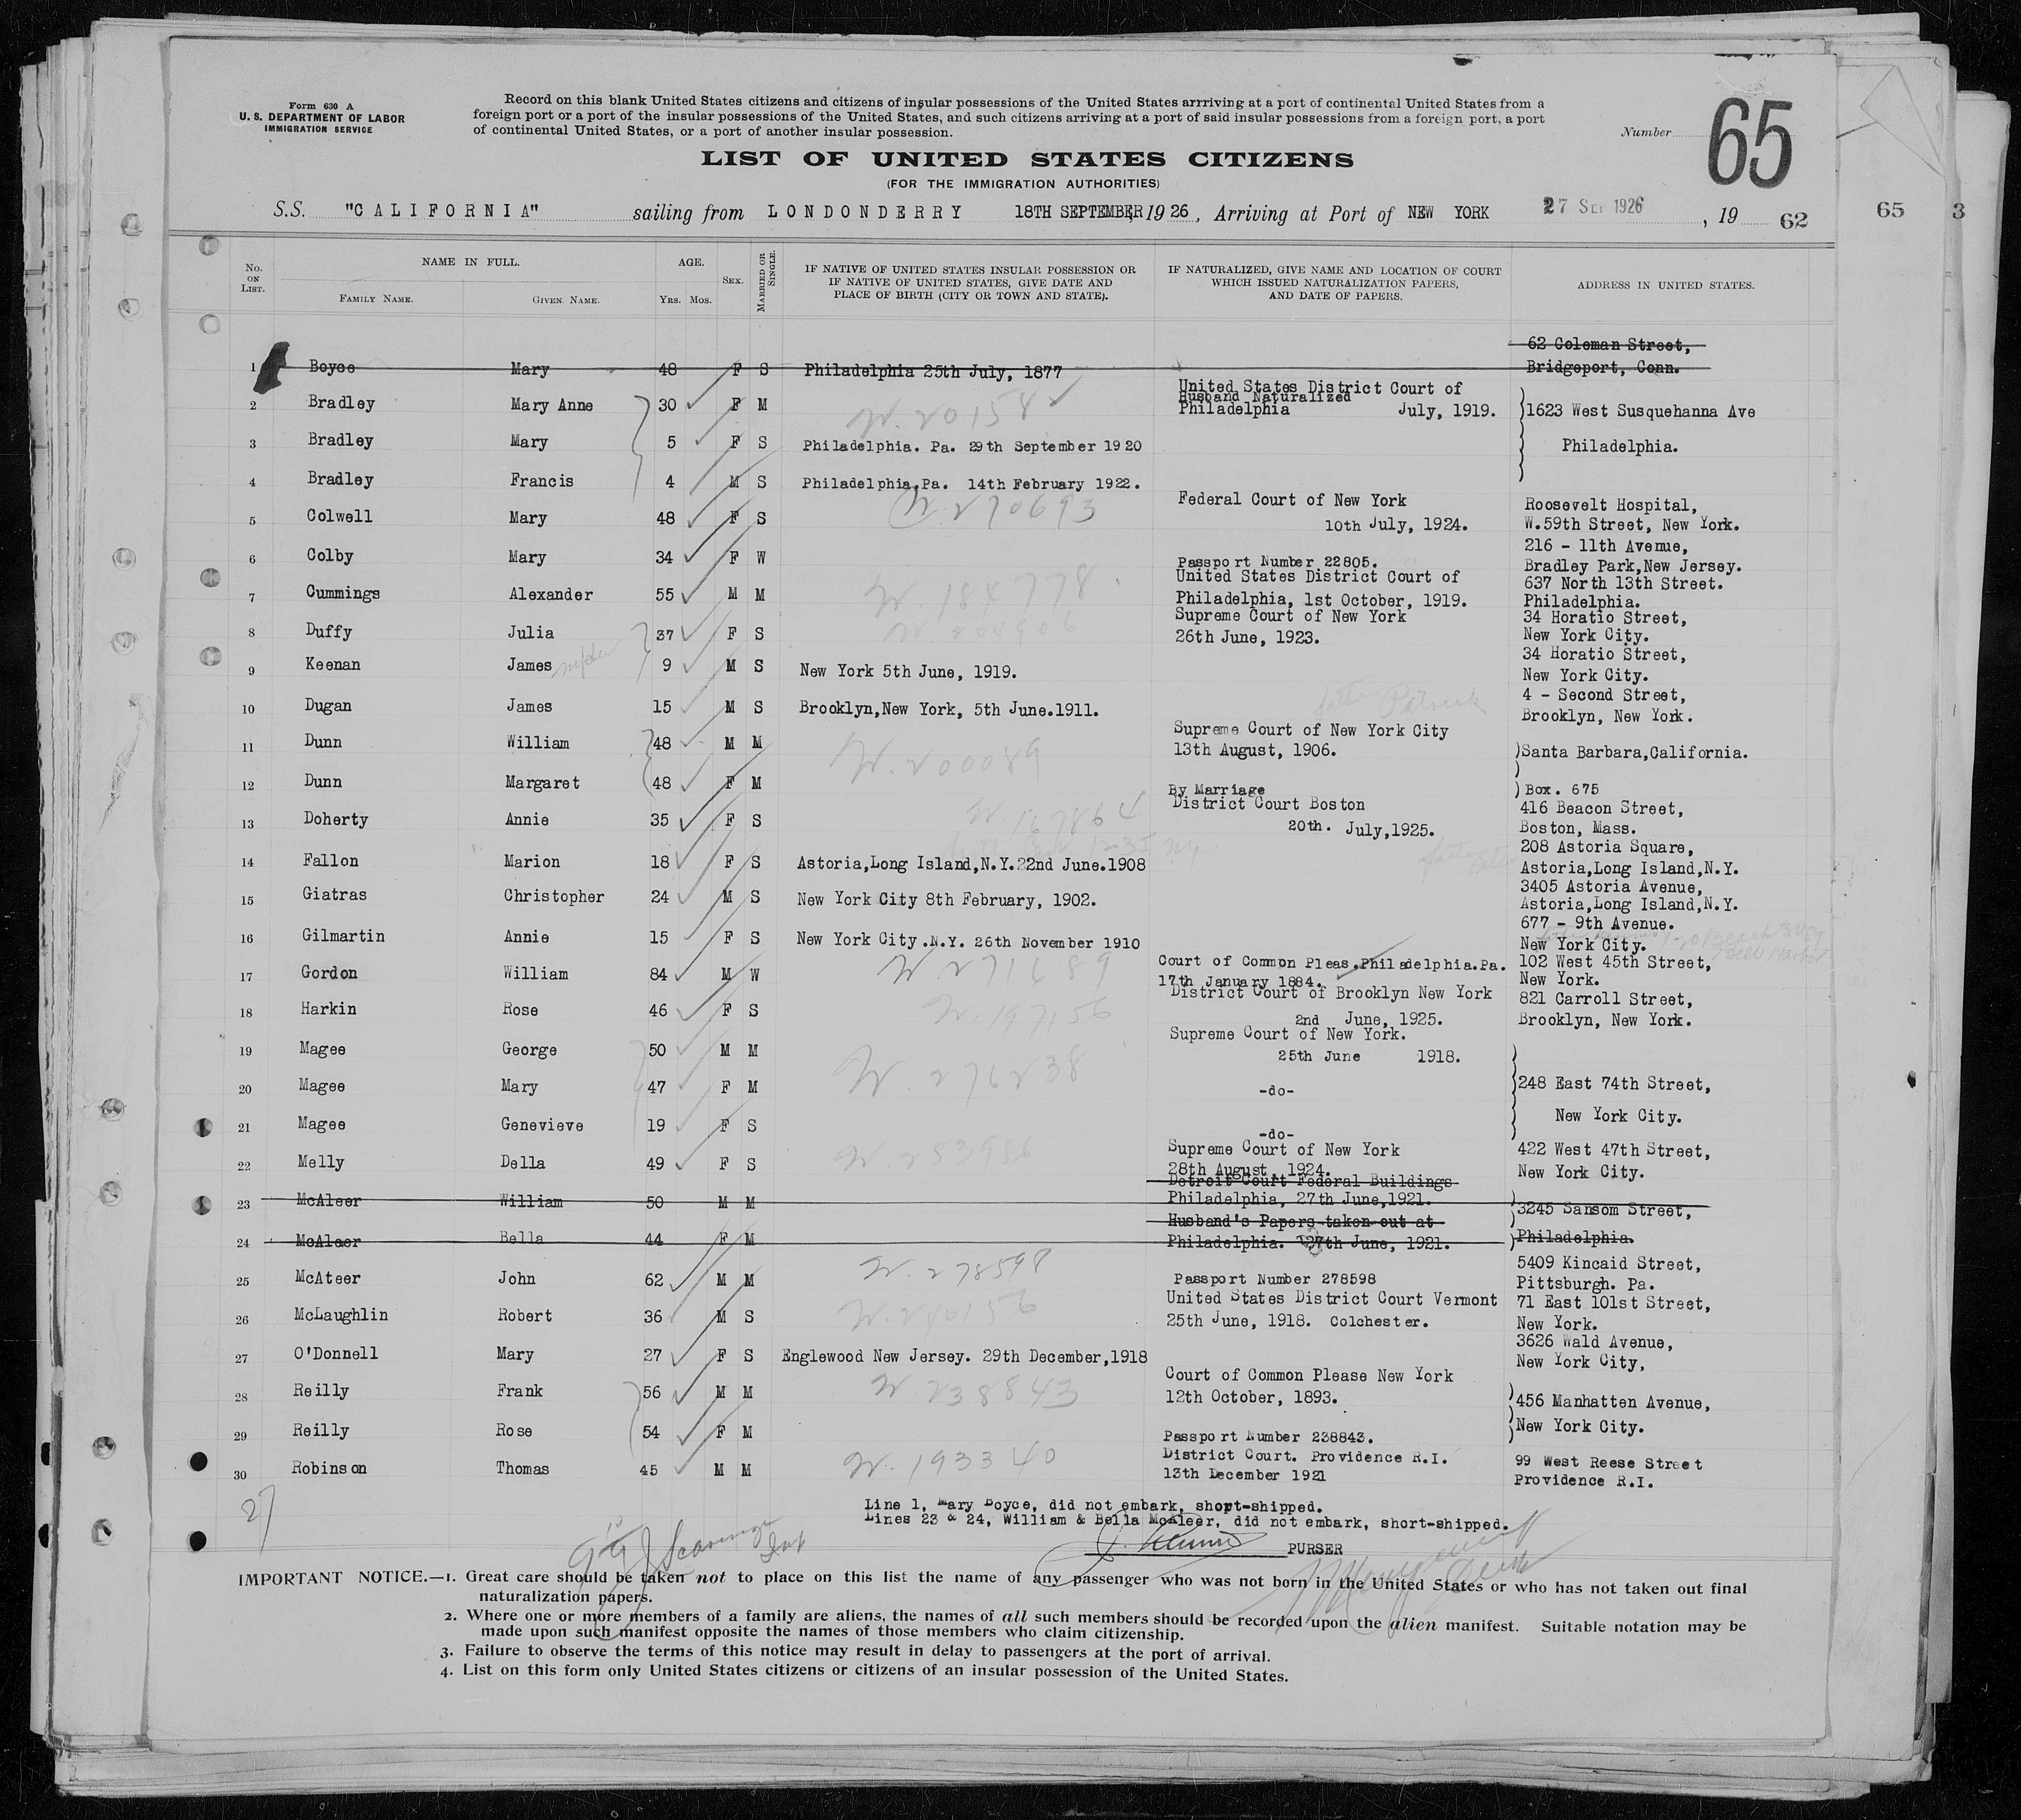 Form 630 A
U. S. DEPARTMENT OF LABOR
IMMIGRATION SERVICE
Record on this blank United States citizens and citizens of insular possessions of the United States arrriving at a port of continental United States from a
foreign port or a port of the insular possessions of the United States, and such citizens arriving at a port of said insular possessions from a foreign port, a port
of continental United States, or a port of another insular possession.
Number 65
LIST OF UNITED STATES CITIZENS
(FOR THE IMMIGRATION AUTHORITIES)
S.S. "CALIFORNIA" sailing from LONDONDERRY 18TH SEPTEMBER, 1926, Arriving at Port of NEW YORK 27 SEP 1926, 19 62 65 3
No. ON LIST. NAME IN FULL. FAMILY NAME. GIVEN NAME. AGE. YRS. MOS. SEX. MARRIED OR SINGLE.
IF NATIVE OF UNITED STATES INSULAR POSSESSION OR
IF NATIVE OF UNITED STATES, GIVE DATE AND
PLACE OF BIRTH (CITY OR TOWN AND STATE).
IF NATURALIZED, GIVE NAME AND LOCATION OF COURT
WHICH ISSUED NATURALIZATION PAPERS,
AND DATE OF PAPERS.
ADDRESS IN UNITED STATES.
62 Coleman Street,
1 Boyce Mary 48 F S Philadelphia 25th July, 1877 Bridgeport, Conn.
United States District Court of
Husband Naturalized
2 Bradley Mary Anne 30 F M W. 20158 Philadelphia July, 1919. 1623 West Susquehanna Ave
3 Bradley Mary 5 F S Philadelphia. Pa. 29th September 1920 Philadelphia.
4 Bradley Francis 4 M S Philadelphia,Pa. 14th February 1922.
W. 270693 Federal Court of New York Roosevelt Hospital,
5 Colwell Mary 48 F S 10th July, 1924. W.59th Street, New York.
216 - 11th Avenue,
6 Colby Mary 34 F W Passport Number 22805. Bradley Park,New Jersey.
United States District Court of 637 North 13th Street.
7 Cummings Alexander 55 M M W. 184778 Philadelphia, 1st October, 1919. Philadelphia.
Supreme Court of New York 34 Horatio Street,
8 Duffy Julia 37 F S 26th June, 1923. New York City.
34 Horatio Street,
9 Keenan James nephew 9 M S New York 5th June, 1919. New York City.
father Patrick 4 - Second Street,
10 Dugan James 15 M S Brooklyn,New York, 5th June.1911. Brooklyn, New York.
Supreme Court of New York City
11 Dunn William 48 M M W. 200089 13th August, 1906. )Santa Barbara,California.
12 Dunn Margaret 48 F M By Marriage )Box. 675
District Court Boston 416 Beacon Street,
13 Doherty Annie 35 F S W. 167864 20th. July,1925. Boston, Mass.
208 Astoria Square,
14 Fallon Marion 18 F S Astoria,Long Island,N.Y.22nd June.1908 Astoria,Long Island,N.Y.
3405 Astoria Avenue,
15 Giatras Christopher 24 M S New York City 8th February, 1902. Astoria,Long Island,N.Y.
677 - 9th Avenue.
16 Gilmartin Annie 15 F S New York City.N.Y. 26th November 1910 New York City.
Court of Common Pleas.Philadelphia.Pa. 102 West 45th Street,
17 Gordon William 84 M W W. 271689 17th January 1884. New York.
District Court of Brooklyn New York 821 Carroll Street,
18 Harkin Rose 46 F S W. 197156 2nd June, 1925. Brooklyn, New York.
Supreme Court of New York.
19 Magee George 50 M M 25th June 1918.
20 Magee Mary 47 F M W. 276238 -do- 248 East 74th Street,
21 Magee Genevieve 19 F S -do- New York City.
Supreme Court of New York 422 West 47th Street,
22 Melly Della 49 F S W. 253986 28th August, 1924. New York City.
Detroit Court Federal Buildings
23 McAleer William 50 M M Philadelphia, 27th June,1921. )3245 Sansom Street,
Husband's Papers taken out at
24 McAleer Bella 44 F M Philadelphia. 27th June, 1921. )Philadelphia.
W. 278598 5409 Kincaid Street,
25 McAteer John 62 M M Passport Number 278598 Pittsburgh. Pa.
United States District Court Vermont 71 East 101st Street,
26 McLaughlin Robert 36 M S W. 210156 25th June, 1918. Colchester. New York.
3626 Wald Avenue,
27 O'Donnell Mary 27 F S Englewood New Jersey. 29th December,1918 New York City,
Court of Common Please New York
28 Reilly Frank 56 M M W. 238843 12th October, 1893. )456 Manhatten Avenue,
29 Reilly Rose 54 F M Passport Number 238843. )New York City.
District Court. Providence R.I. 99 West Reese Street
30 Robinson Thomas 45 M M W. 193340 13th December 1921 Providence R.I.
27
Line 1, Mary Boyce, did not embark, short-shipped.
Lines 23 & 24, William & Bella McAleer, did not embark, short-shipped.
PURSER
IMPORTANT NOTICE.—1. Great care should be taken not to place on this list the name of any passenger who was not born in the United States or who has not taken out final
naturalization papers.
2. Where one or more members of a family are aliens, the names of all such members should be recorded upon the alien manifest. Suitable notation may be
made upon such manifest opposite the names of those members who claim citizenship.
3. Failure to observe the terms of this notice may result in delay to passengers at the port of arrival.
4. List on this form only United States citizens or citizens of an insular possession of the United States.